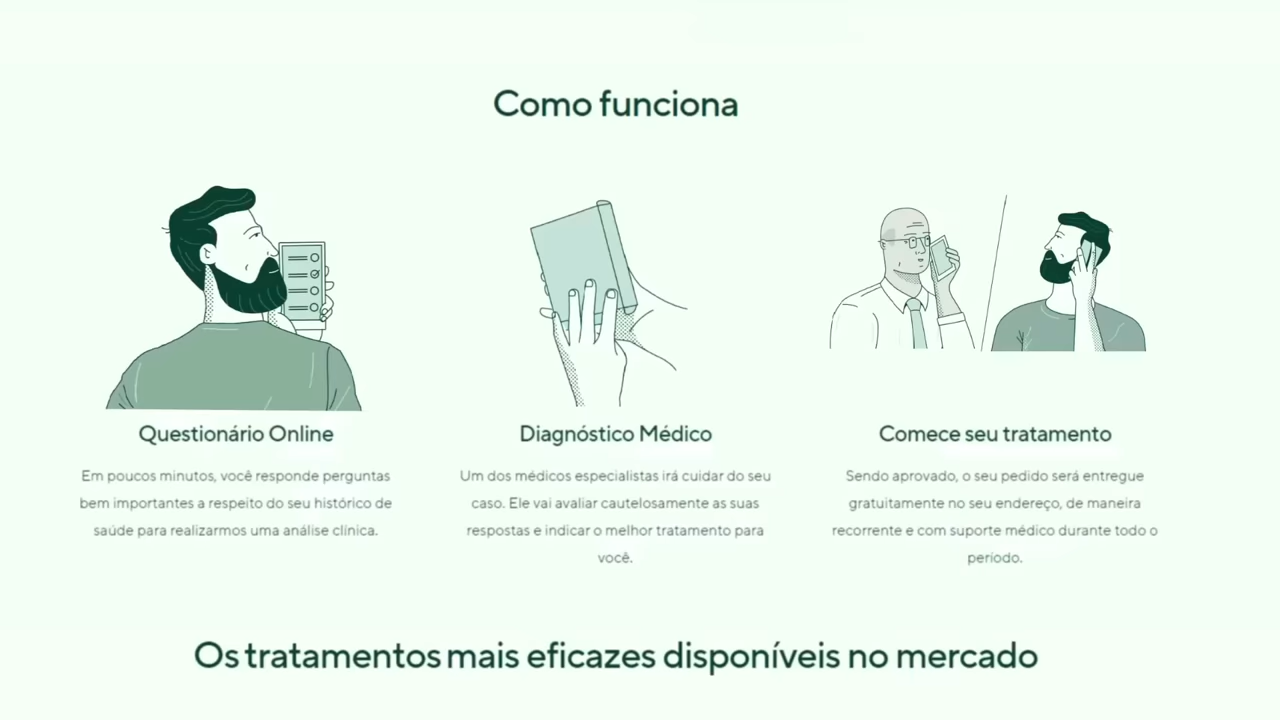 Como funciona
Questionário Online
Em poucos minutos, você responde perguntas
bem importantes a respeito do seu histórico de
saúde para realizarmos uma análise clínica.
Diagnóstico Médico
Um dos médicos especialistas irá cuidar do seu
caso. Ele vai avaliar cautelosamente as suas
respostas e indicar o melhor tratamento para
você.
Comece seu tratamento
Sendo aprovado, o seu pedido será entregue
gratuitamente no seu endereço, de maneira
recorrente e com suporte médico durante todo o
período.
Os tratamentos mais eficazes disponíveis no mercado